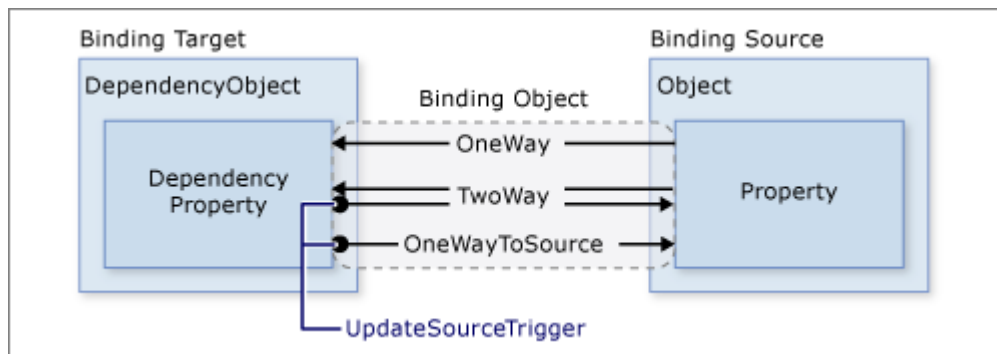 Binding Target
Binding Source
DependencyObject
Object
Binding Object
OneWay
Dependency
Property
TwoWay
Property
OneWayToSource
UpdateSourceTrigger